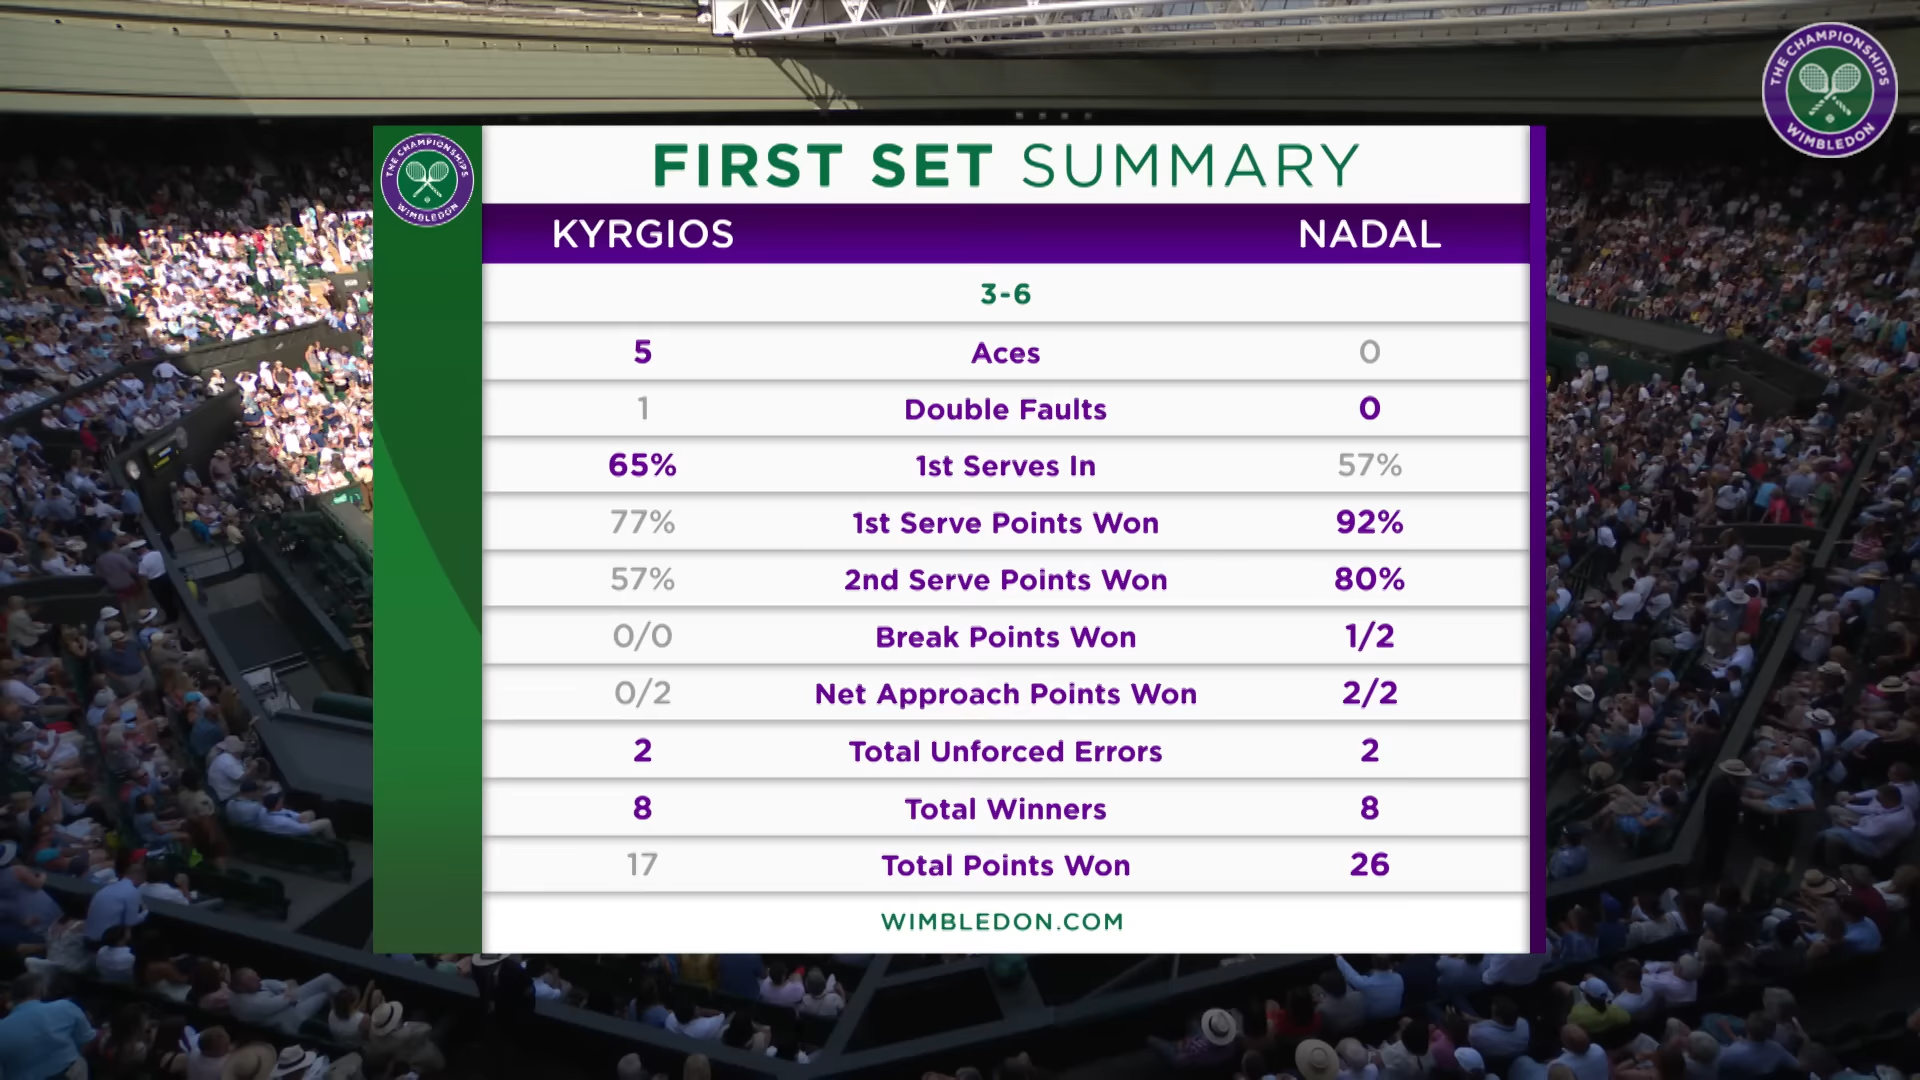 THE CHAMPIONSHIPS
WIMBLEDON
THE CHAMPIONSHIPS
WIMBLEDON
FIRST SET SUMMARY
KYRGIOS NADAL
3-6
5 Aces 0
1 Double Faults 0
65% 1st Serves In 57%
77% 1st Serve Points Won 92%
57% 2nd Serve Points Won 80%
0/0 Break Points Won 1/2
0/2 Net Approach Points Won 2/2
2 Total Unforced Errors 2
8 Total Winners 8
17 Total Points Won 26
WIMBLEDON.COM